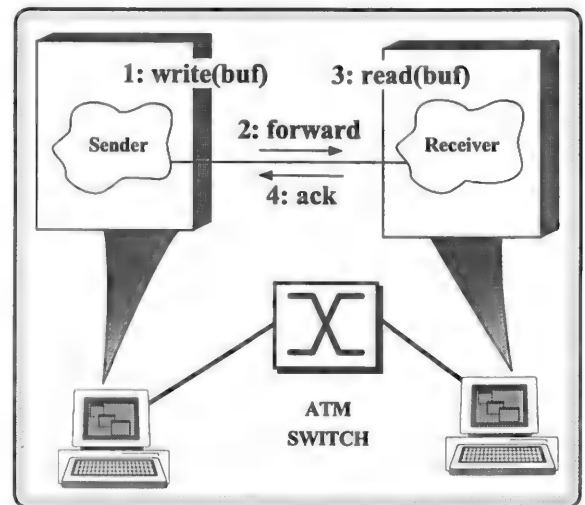 1: write(buf)
3: read(buf)
Sender
2: forward
Receiver
4: ack
ATM
SWITCH